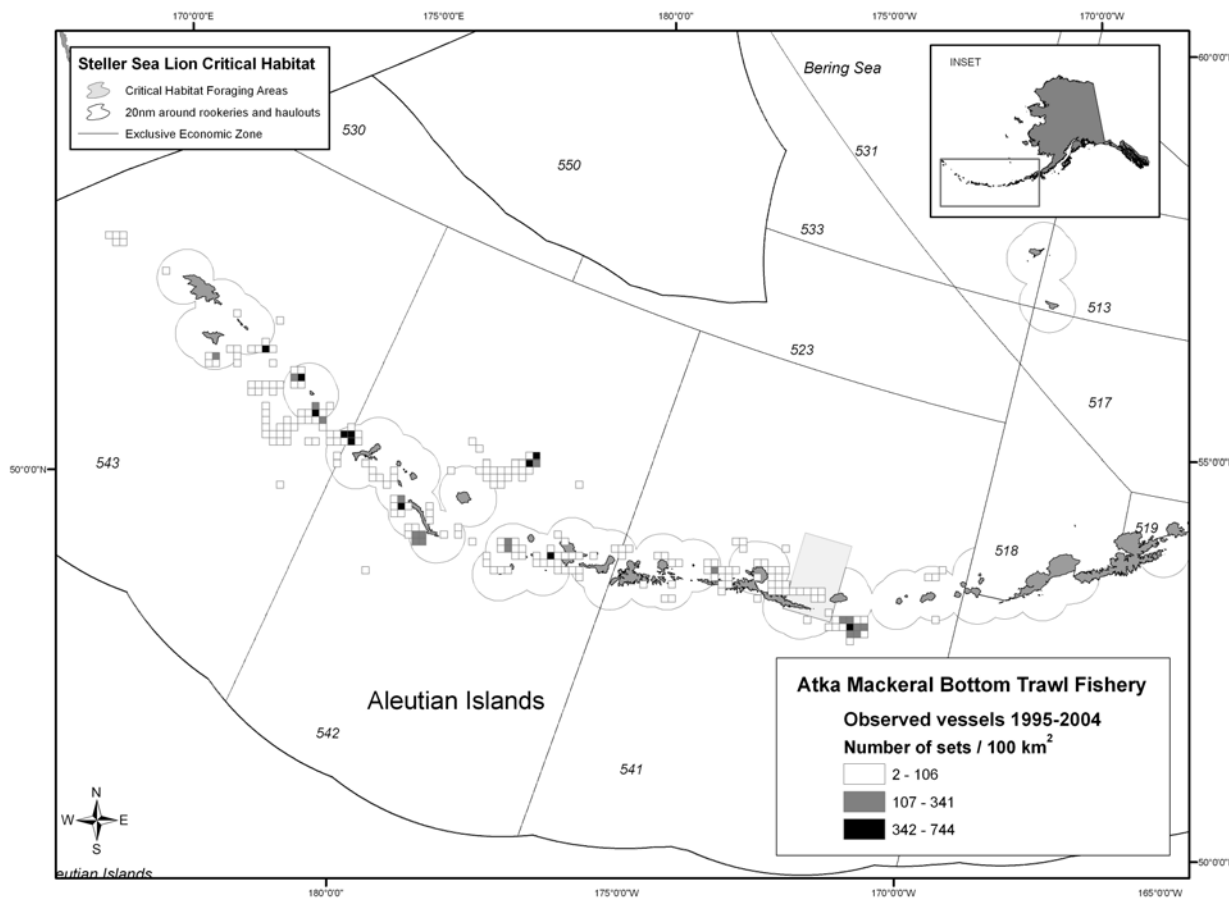 170°0'0"E
175°0'0"E
180°0'0"
175°0'0"W
170°0'0"W
60°0'0"N
Steller Sea Lion Critical Habitat
Critical Habitat Foraging Areas
20nm around rookeries and haulouts
Exclusive Economic Zone
Bering Sea
INSET
530
550
531
533
513
523
517
543
50°0'0"N
55°0'0"N
519
518
Aleutian Islands
542
541
Atka Mackeral Bottom Trawl Fishery
Observed vessels 1995-2004
Number of sets / 100 km²
2 - 106
107 - 341
342 - 744
N
W E
S
eutian Islands
50°0'0"N
180°0'0"
175°0'0"W
170°0'0"W
165°0'0"W